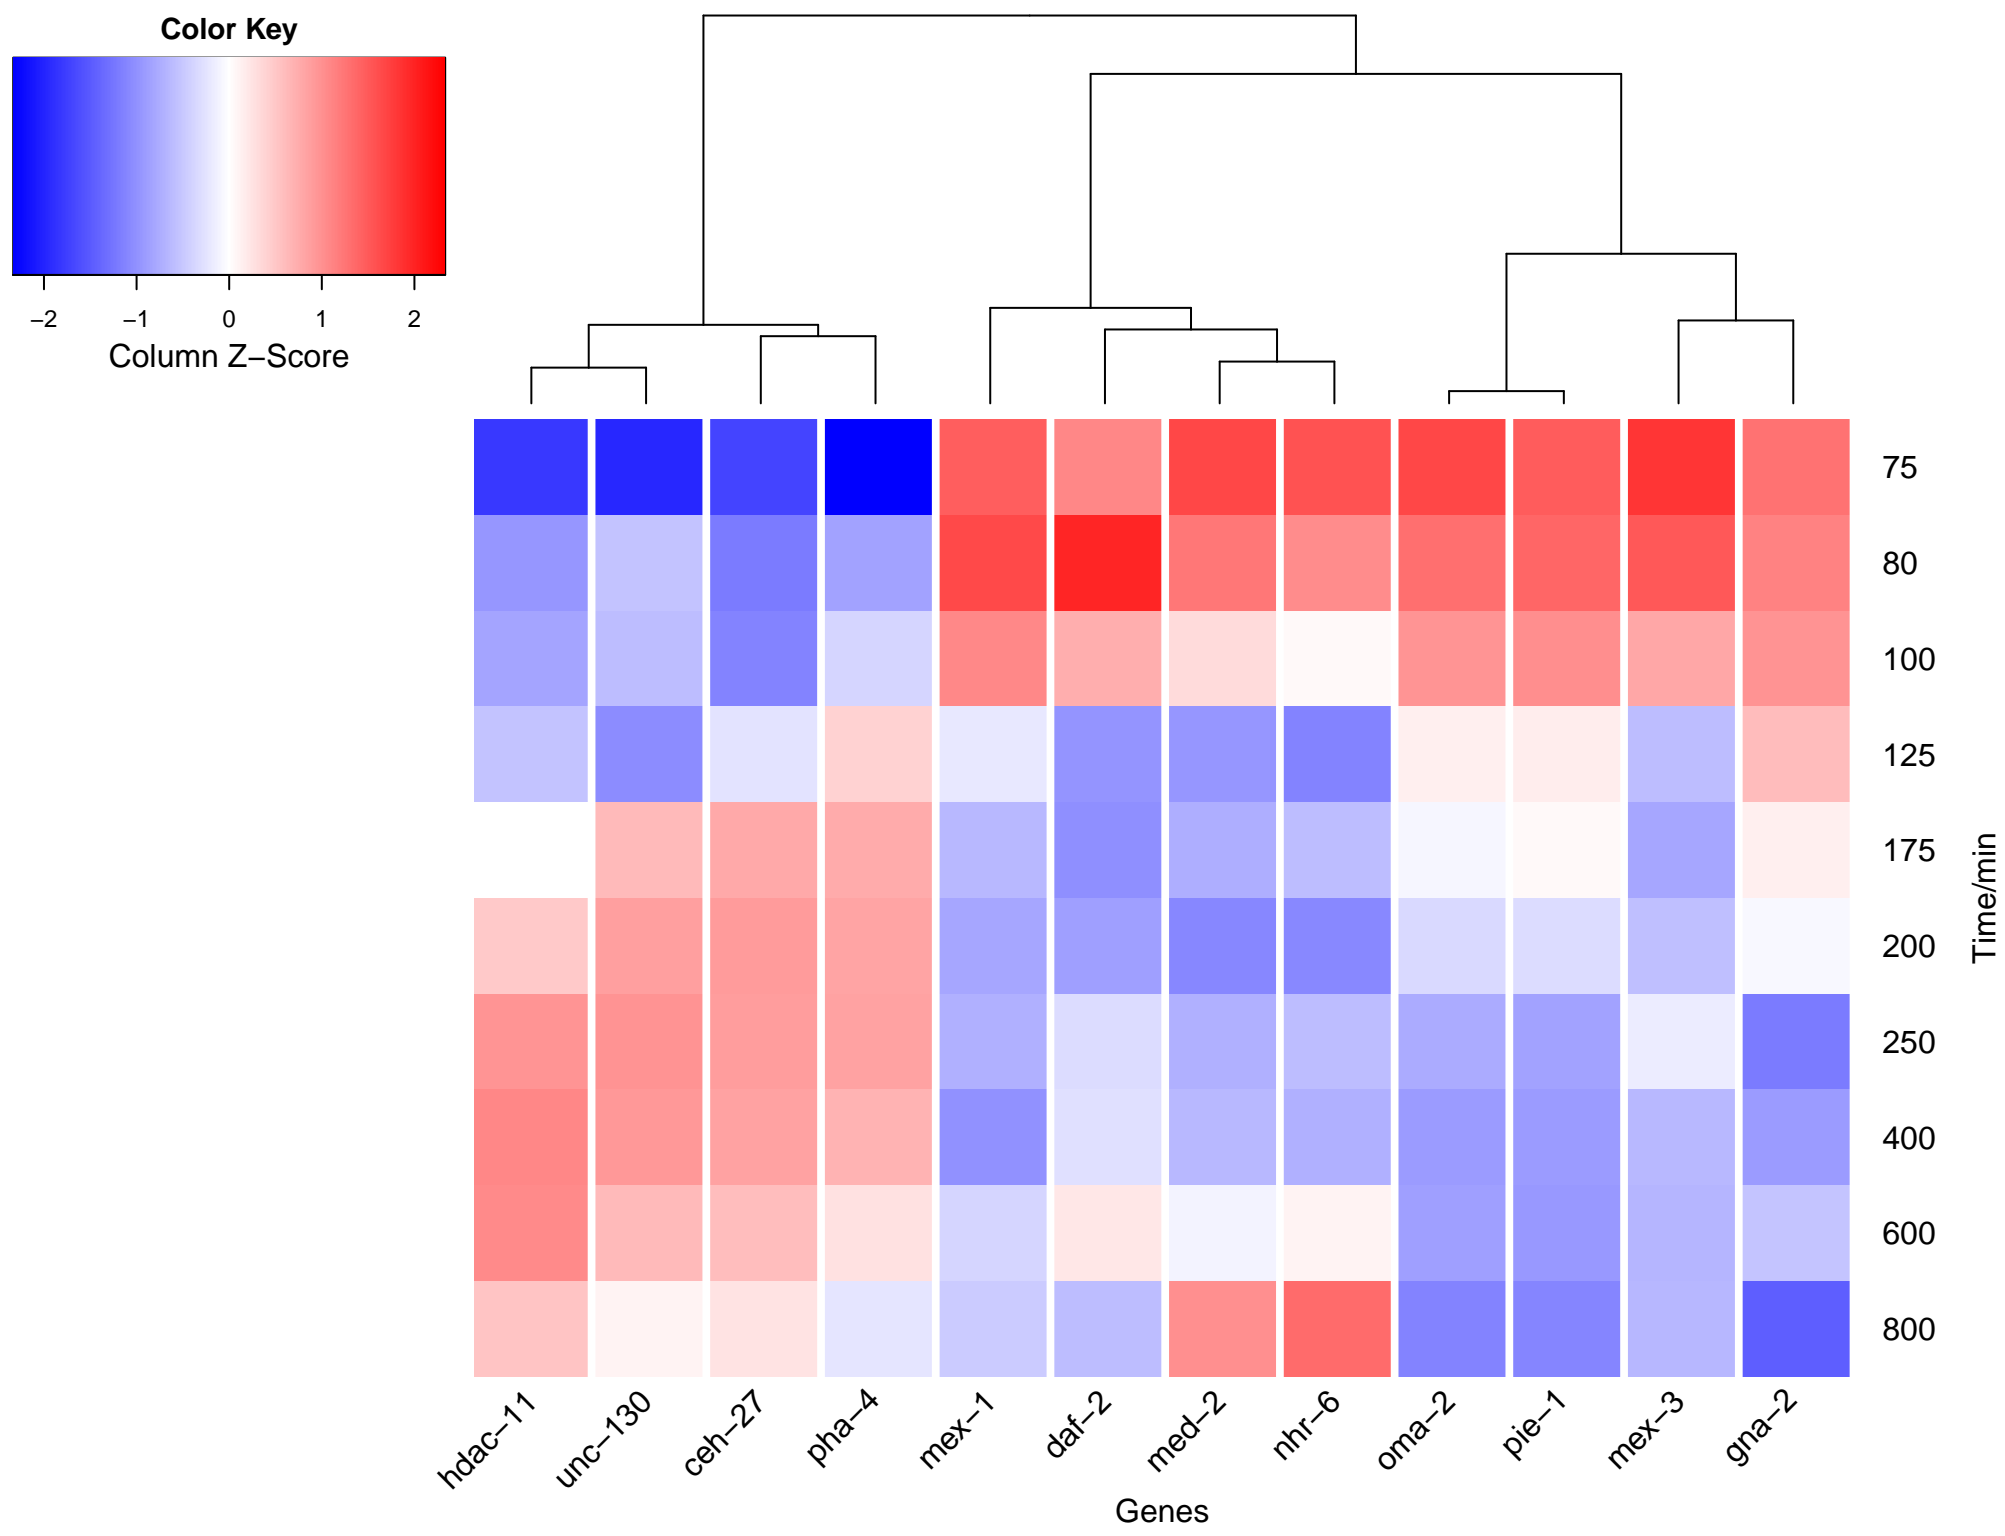 Color Key
−2 −1 0 1 2
Column Z−Score
75
80
100
125
175
200
250
400
600
800
Time/min
hdac−11 unc−130 ceh−27 pha−4 mex−1 daf−2 med−2 nhr−6 oma−2 pie−1 mex−3 gna−2
Genes